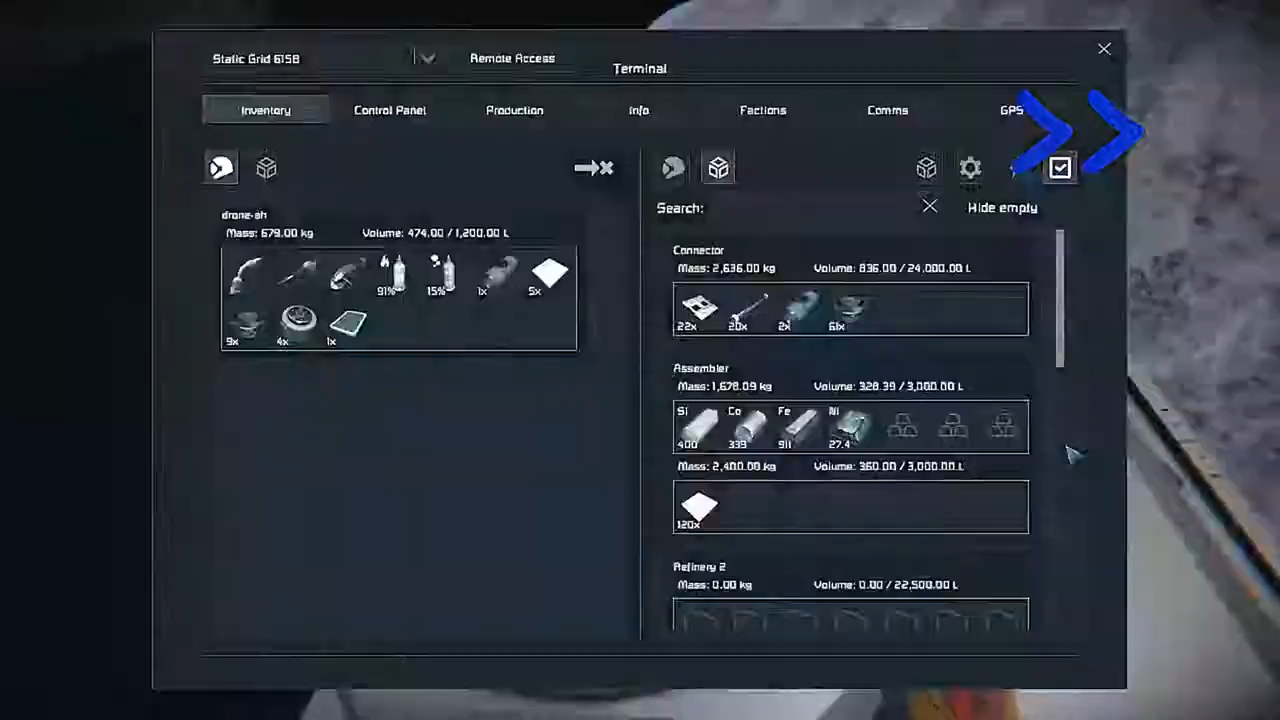 Static Grid 6158
Remote Access
Terminal
Inventory
Control Panel
Production
Info
Factions
Comms
GPS
Search:
Hide empty
drone-ah
Mass: 679.00 kg
Volume: 474.00 / 1,200.00 L
91%
15%
1x
5x
9x
4x
1x
Connector
Mass: 2,636.00 kg
Volume: 836.00 / 24,000.00 L
22x
20x
2x
61x
Assembler
Mass: 1,678.09 kg
Volume: 328.39 / 3,000.00 L
Si
Co
Fe
Ni
400
339
911
27.4
Mass: 2,400.00 kg
Volume: 360.00 / 3,000.00 L
120x
Refinery 2
Mass: 0.00 kg
Volume: 0.00 / 22,500.00 L